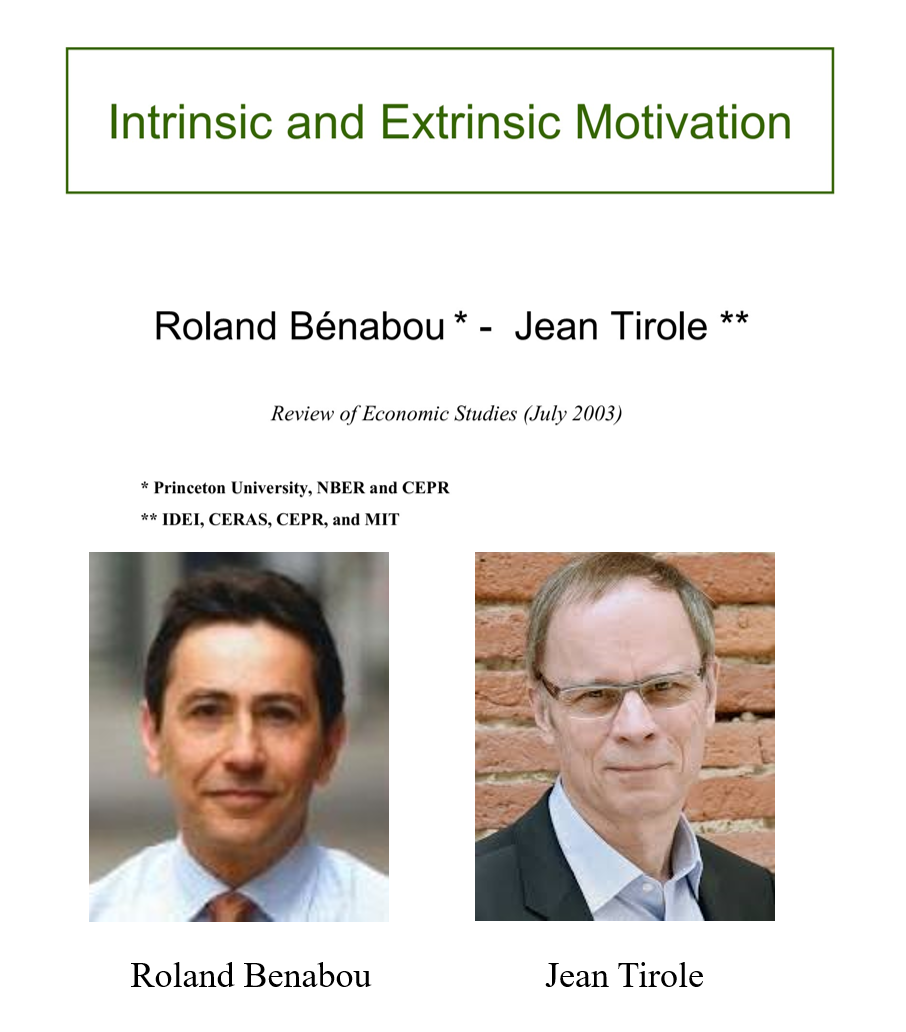 Intrinsic and Extrinsic Motivation
Roland Bénabou * - Jean Tirole **
Review of Economic Studies (July 2003)
* Princeton University, NBER and CEPR
** IDEI, CERAS, CEPR, and MIT
Roland Benabou
Jean Tirole